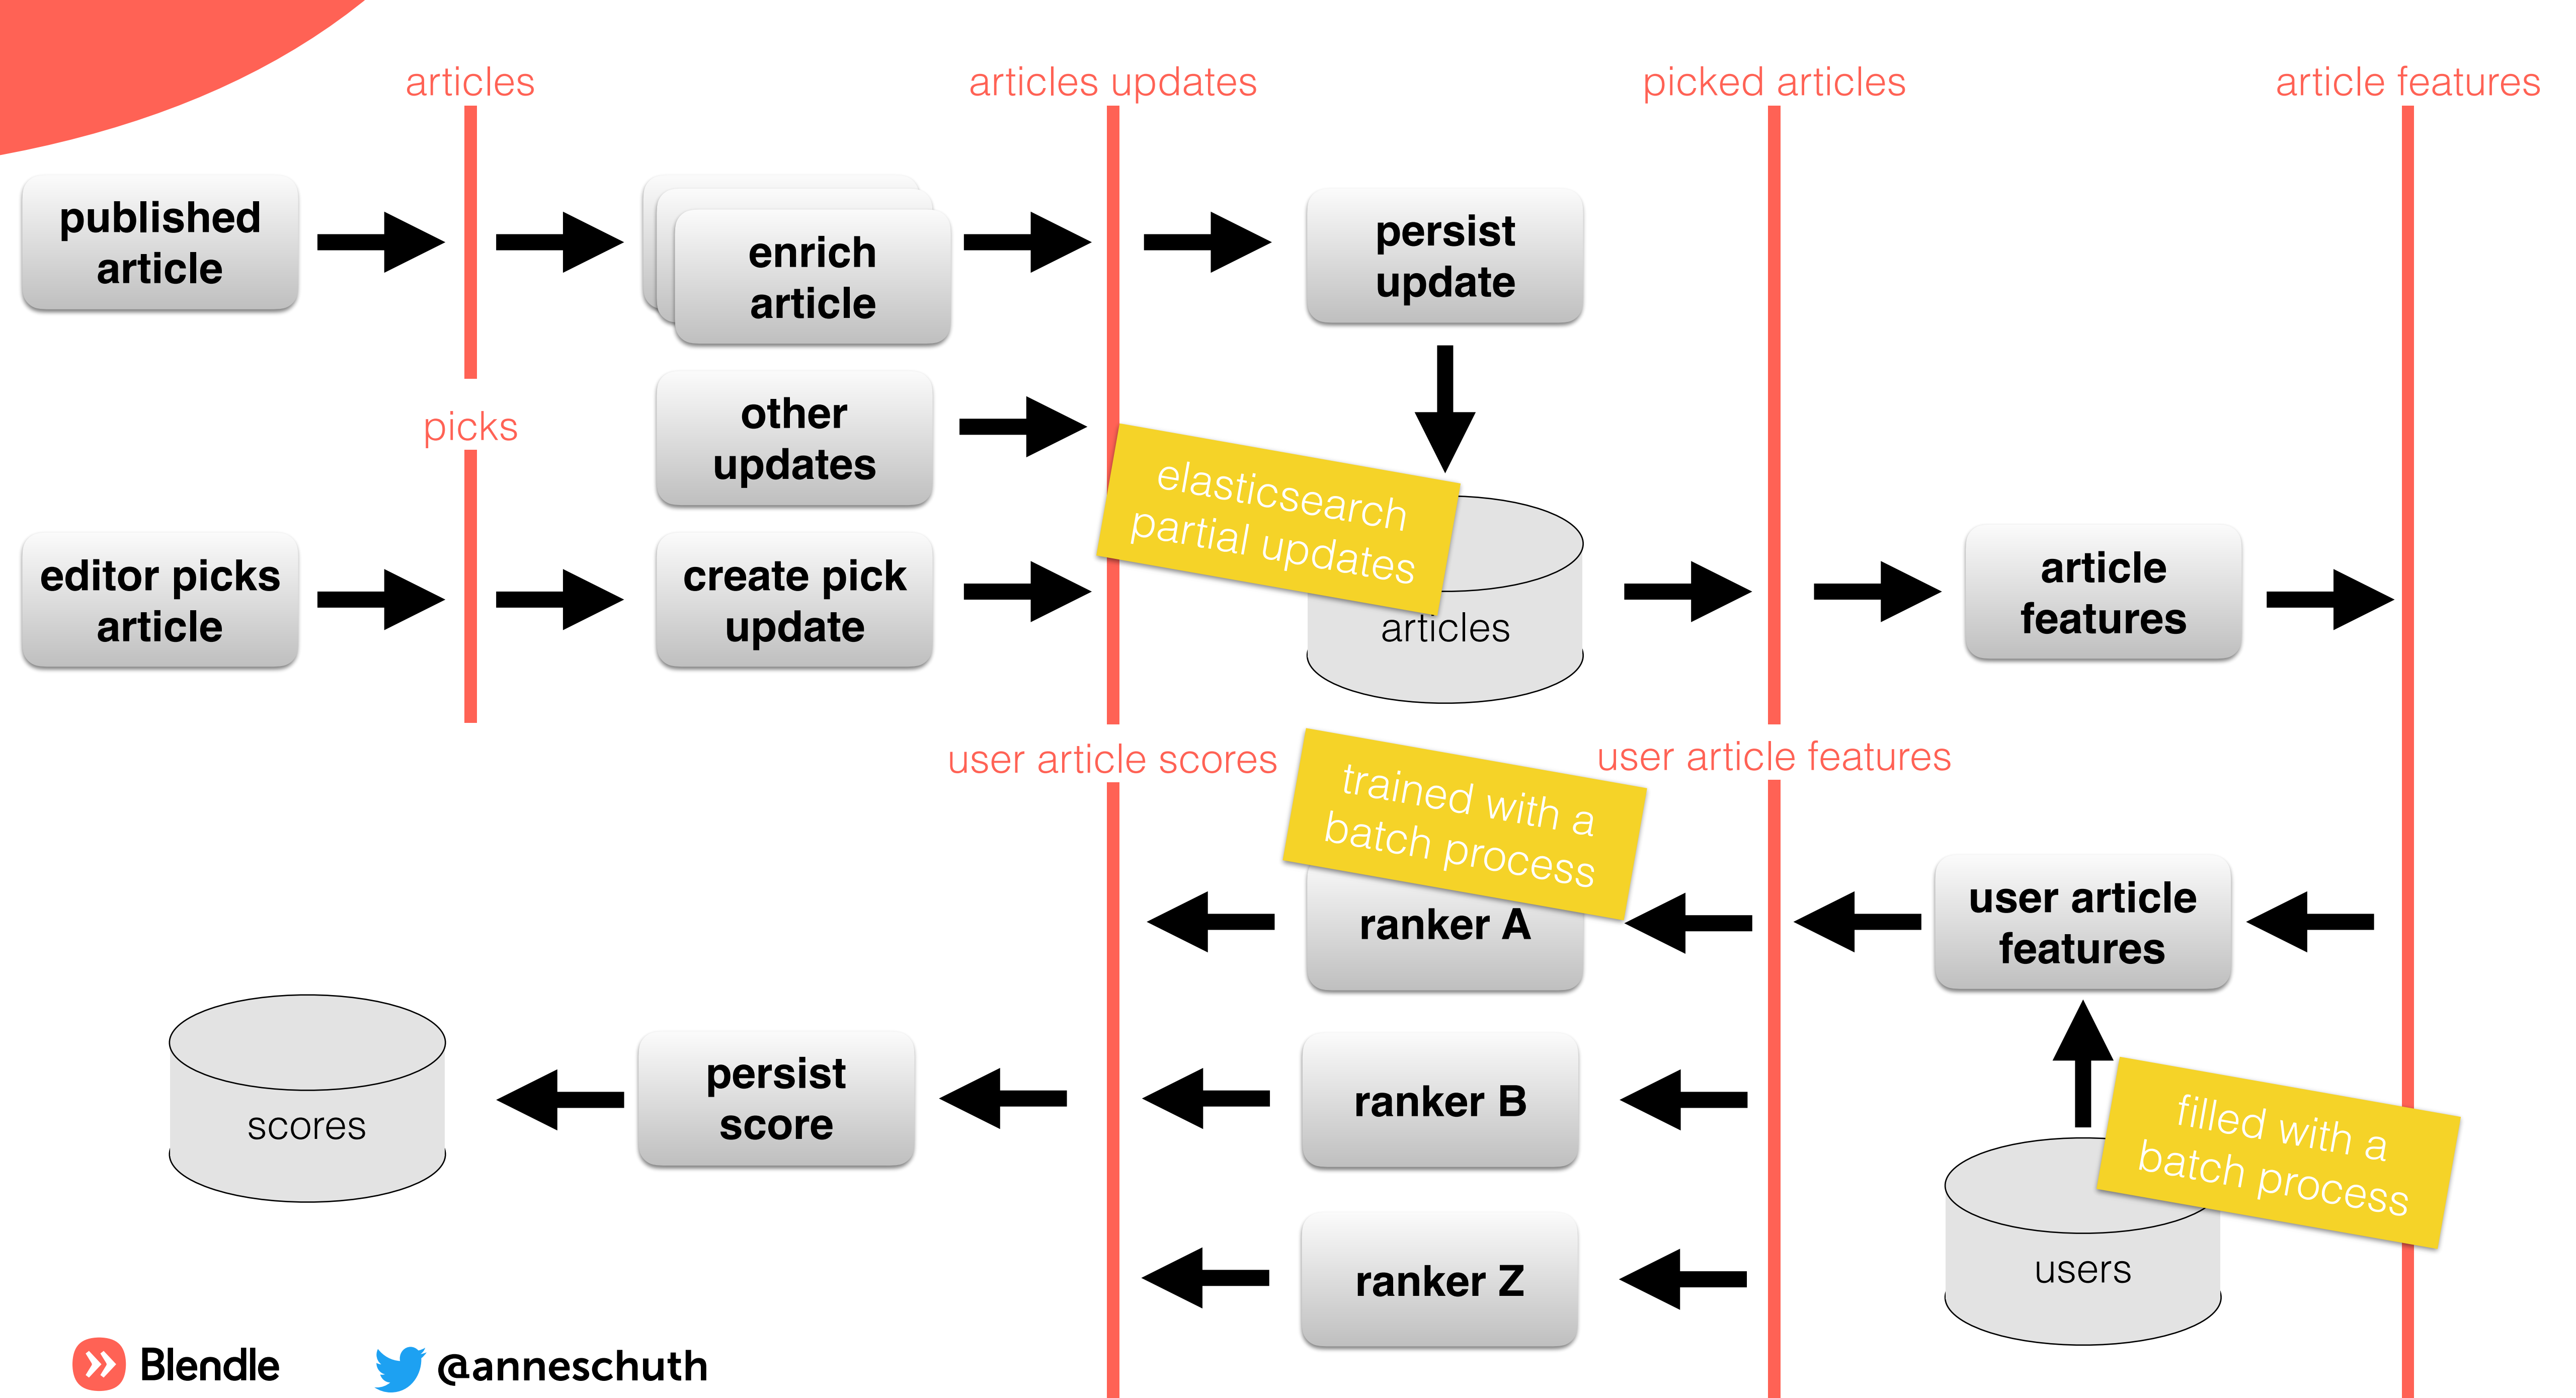 articles
articles updates
picked articles
article features
published
article
enrich
article
persist
update
picks
other
updates
elasticsearch
partial updates
editor picks
article
create pick
update
articles
article
features
user article scores
trained with a
batch process
user article features
ranker A
user article
features
scores
persist
score
ranker B
filled with a
batch process
users
ranker Z
Blendle
@anneschuth